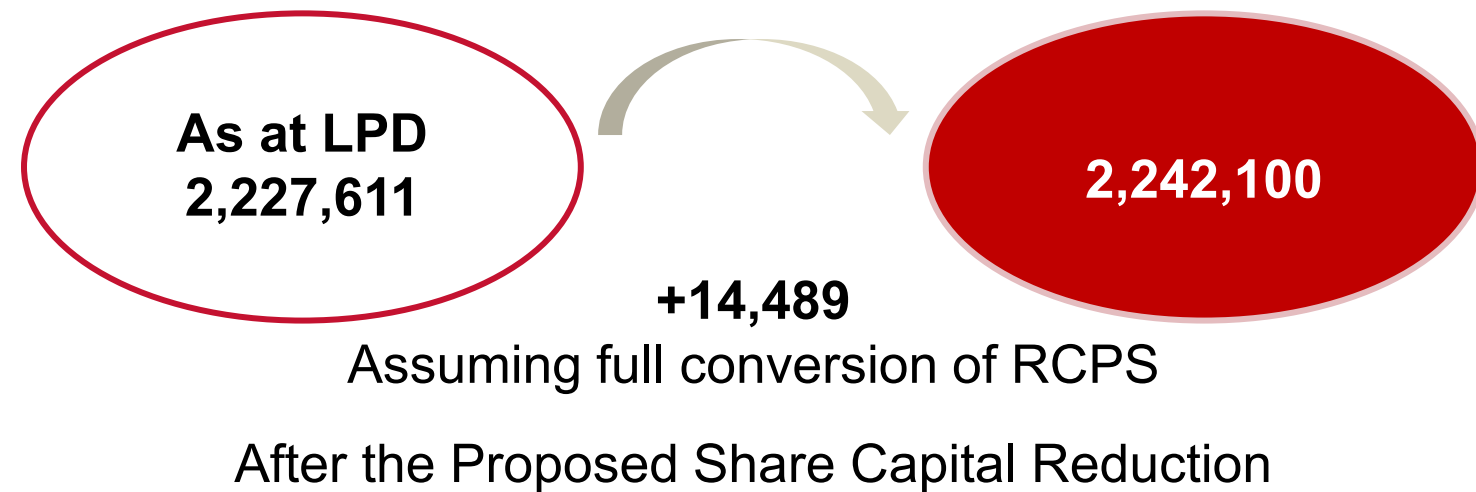 As at LPD
2,227,611
2,242,100
+14,489
Assuming full conversion of RCPS
After the Proposed Share Capital Reduction